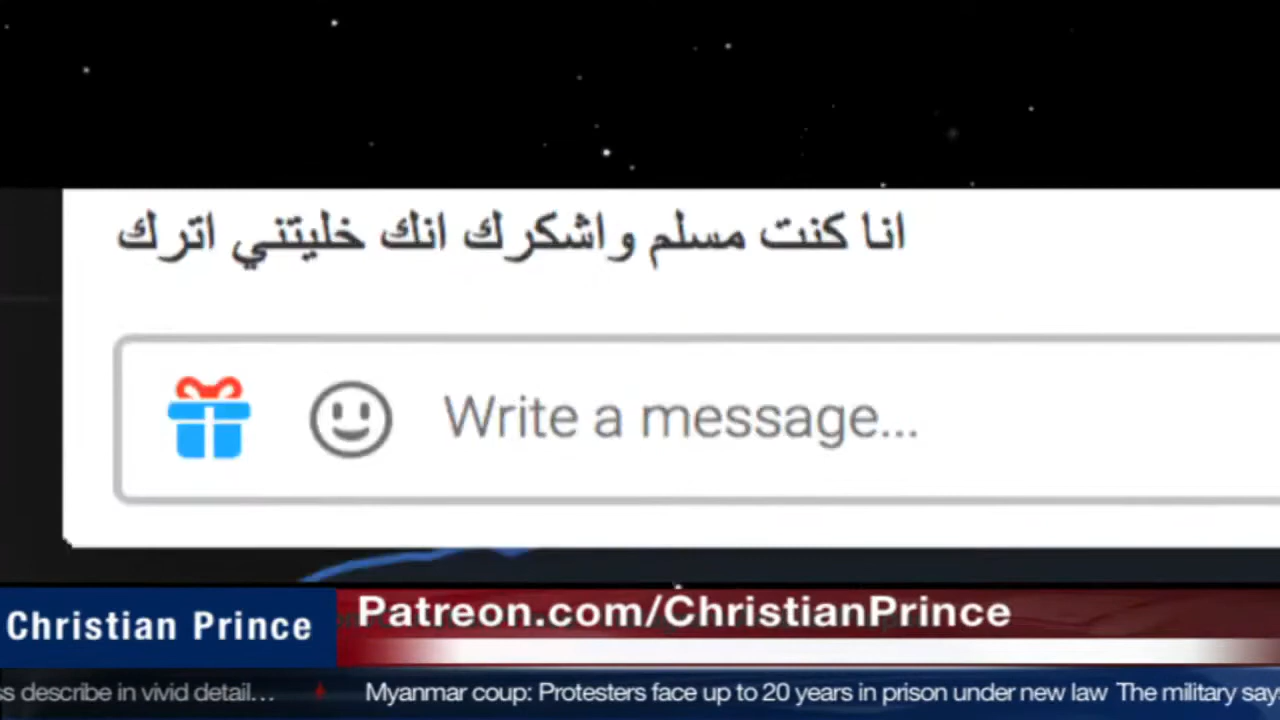 انا كنت مسلم واشكرك انك خليتني اترك
Write a message...
Christian Prince
Patreon.com/ChristianPrince
describe in vivid detail... Myanmar coup: Protesters face up to 20 years in prison under new law The military